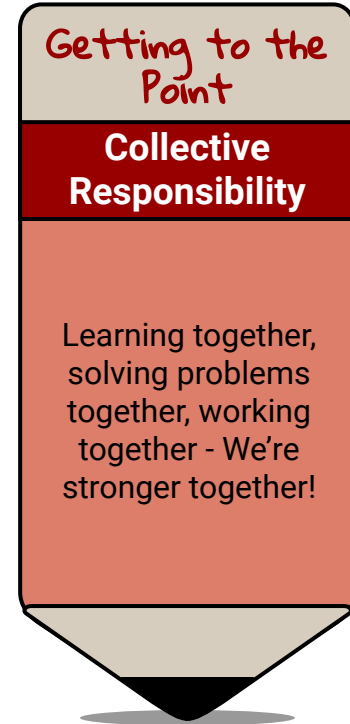 Getting to the
Point
Collective
Responsibility
Learning together,
solving problems
together, working
together - We’re
stronger together!